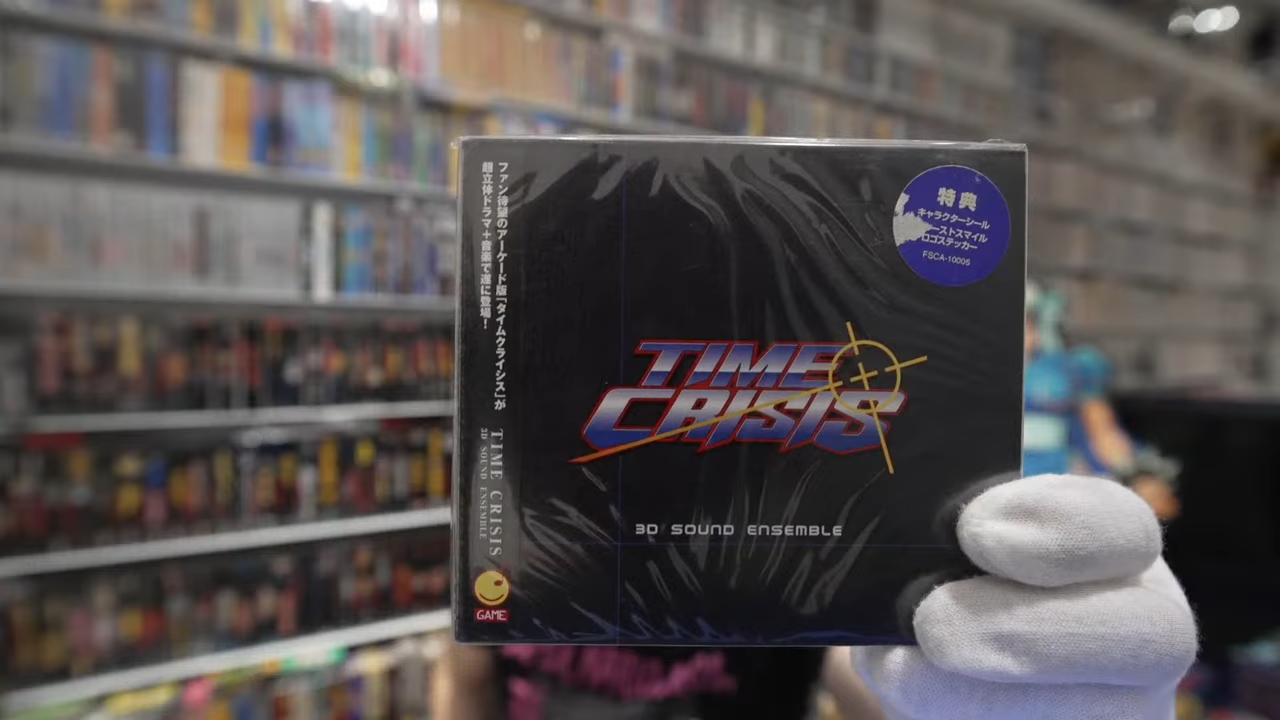 ファン待望のアーケード版「タイムクライシス」が
超立体ドラマ+音楽で遂に登場!
TIME CRISIS
3D SOUND ENSEMBLE
GAME
特典
キャラクターシール
ーストスマイル
ロゴステッカー
FSCA-10005
TIME
CRISIS
3D SOUND ENSEMBLE